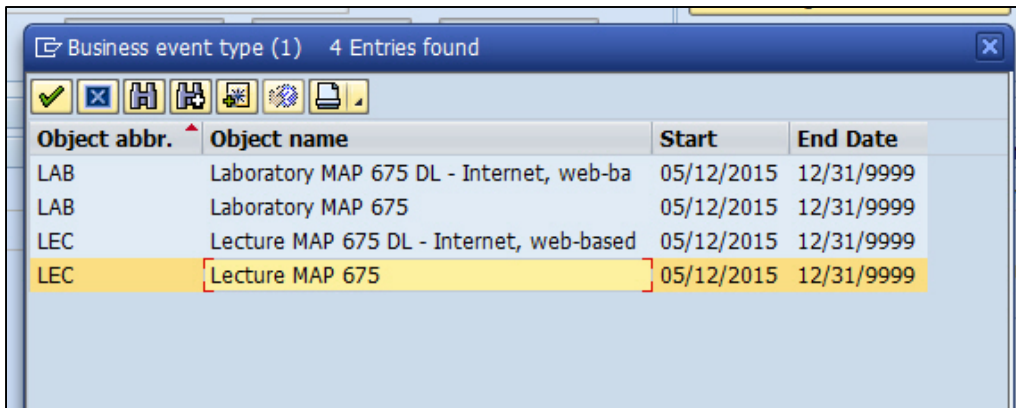 Business event type (1) 4 Entries found
Object abbr. Object name Start End Date
LAB Laboratory MAP 675 DL - Internet, web-ba 05/12/2015 12/31/9999
LAB Laboratory MAP 675 05/12/2015 12/31/9999
LEC Lecture MAP 675 DL - Internet, web-based 05/12/2015 12/31/9999
LEC Lecture MAP 675 05/12/2015 12/31/9999